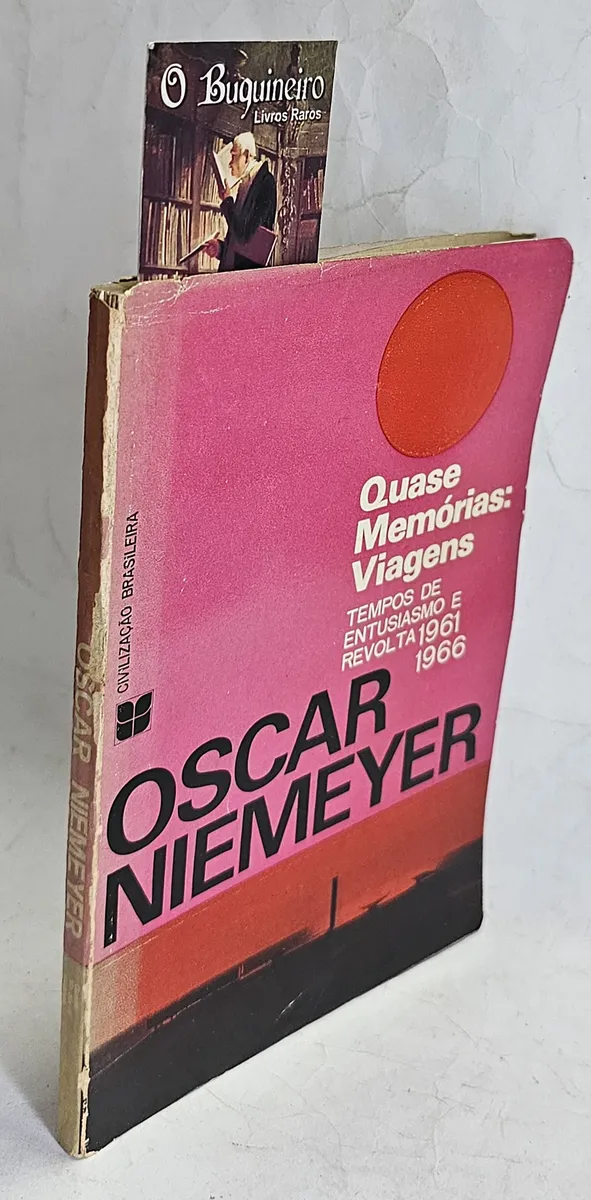 O Buquineiro
Livros Raros
Quase
Memórias:
Viagens
TEMPOS DE
ENTUSIASMO E
REVOLTA 1961
1966
OSCAR
NIEMEYER
CIVILIZAÇÃO BRASILEIRA
OSCAR NIEMEYER